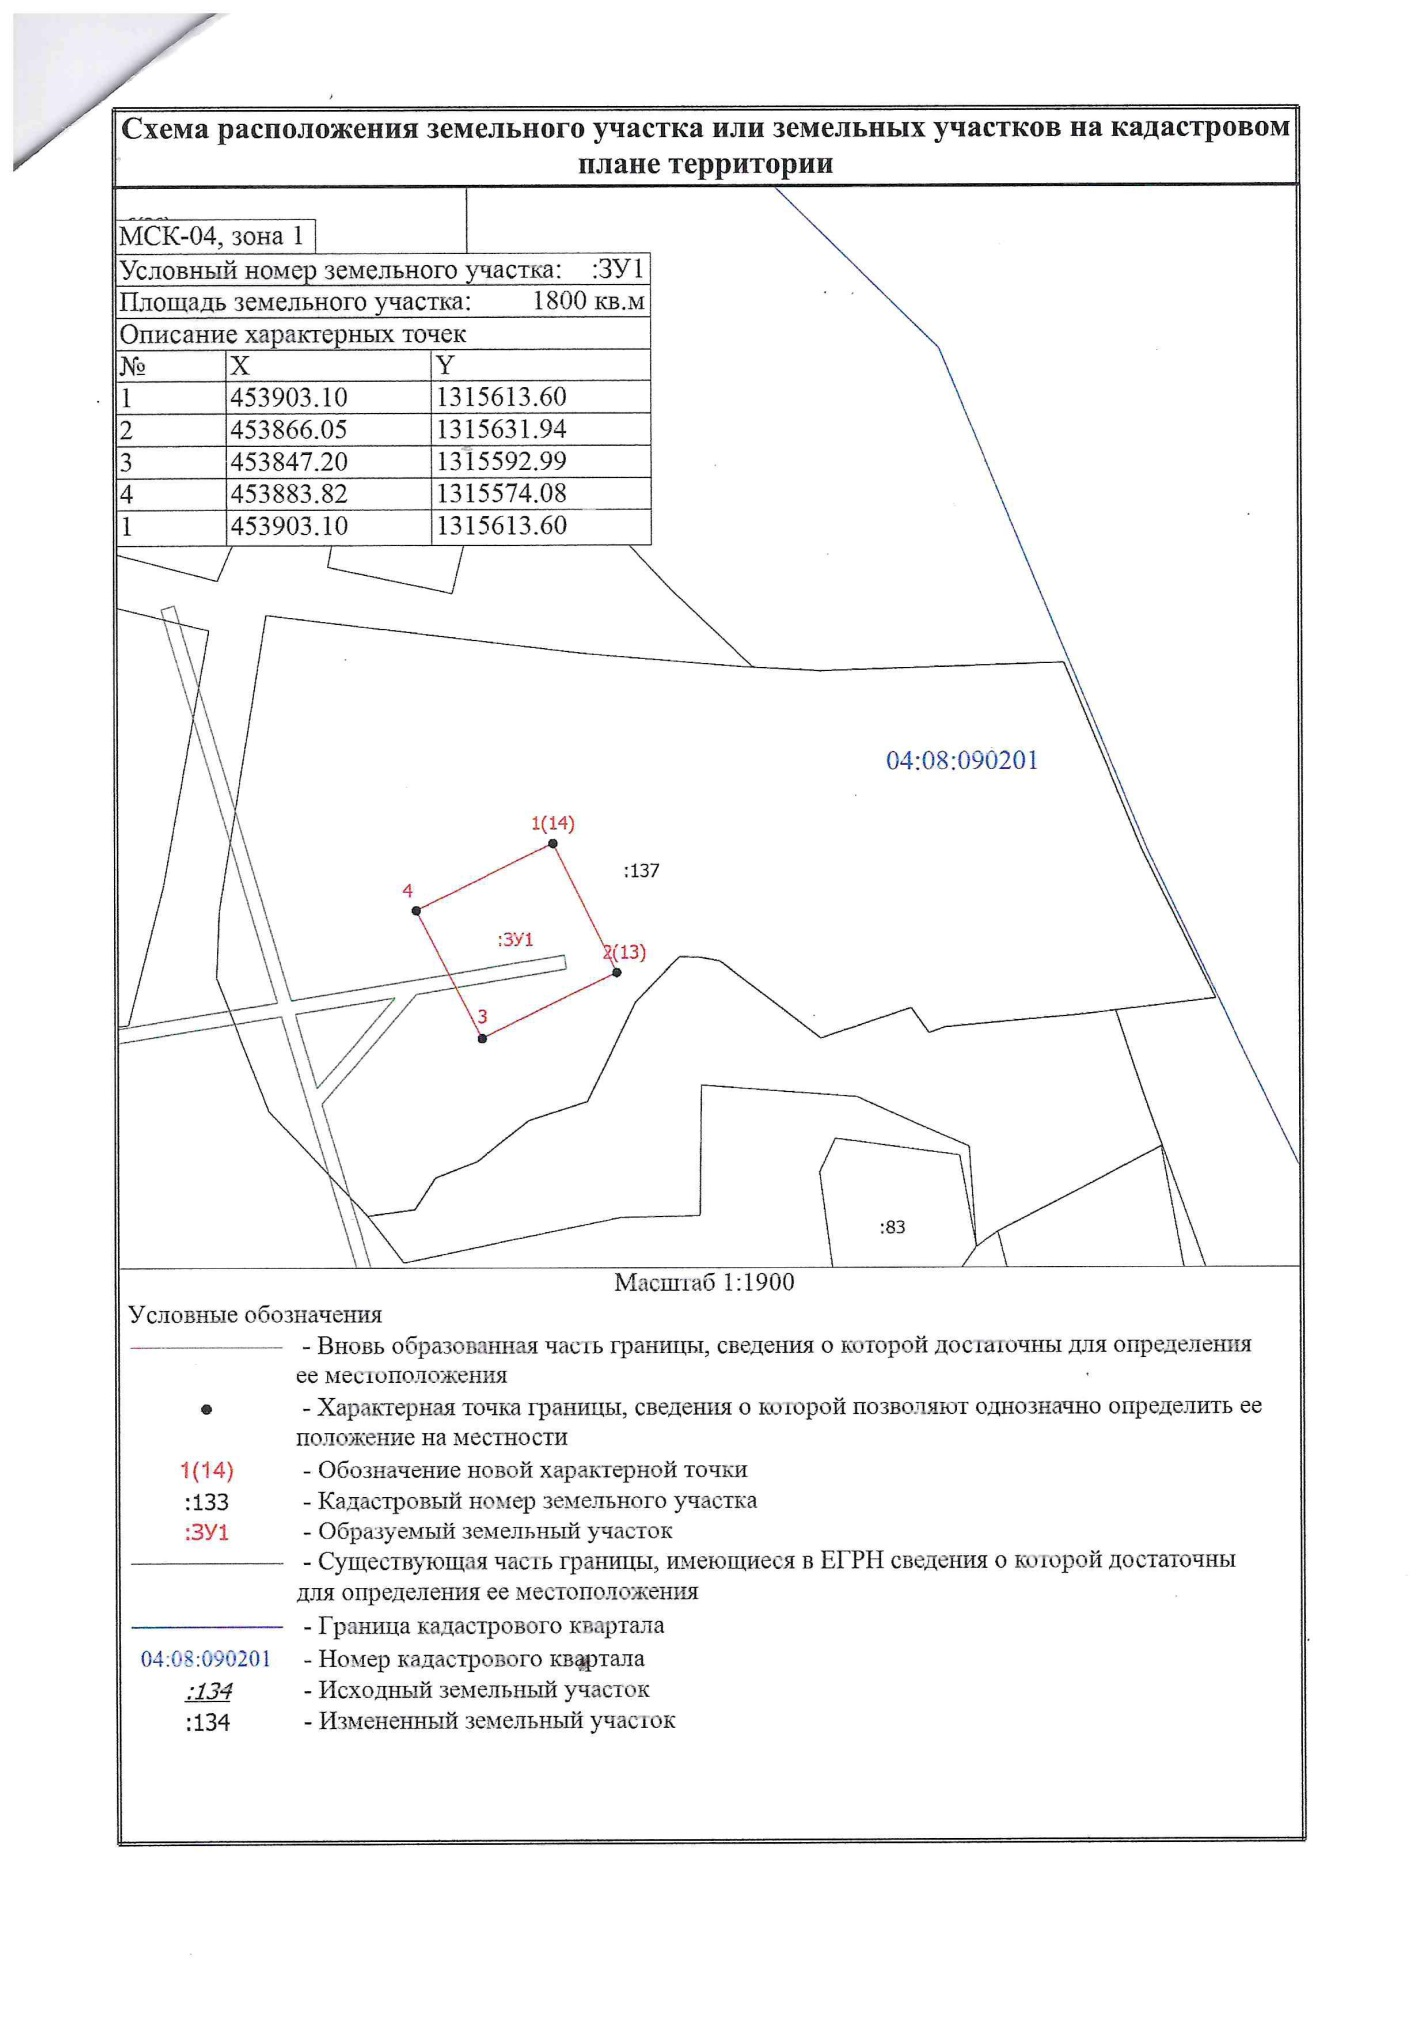 Схема расположения земельного участка или земельных участков на кадастровом
плане территории
МСК-04, зона 1
Условный номер земельного участка: :ЗУ1
Площадь земельного участка: 1800 кв.м
Описание характерных точек
№ X Y
1 453903.10 1315613.60
2 453866.05 1315631.94
3 453847.20 1315592.99
4 453883.82 1315574.08
1 453903.10 1315613.60
04:08:090201
1(14)
:137
4
:ЗУ1
2(13)
3
:83
Масштаб 1:1900
Условные обозначения
- Вновь образованная часть границы, сведения о которой достаточны для определения
ее местоположения
- Характерная точка границы, сведения о которой позволяют однозначно определить ее
положение на местности
1(14) - Обозначение новой характерной точки
:133 - Кадастровый номер земельного участка
:ЗУ1 - Образуемый земельный участок
- Существующая часть границы, имеющиеся в ЕГРН сведения о которой достаточны
для определения ее местоположения
- Граница кадастрового квартала
04:08:090201 - Номер кадастрового квартала
:134 - Исходный земельный участок
:134 - Измененный земельный участок